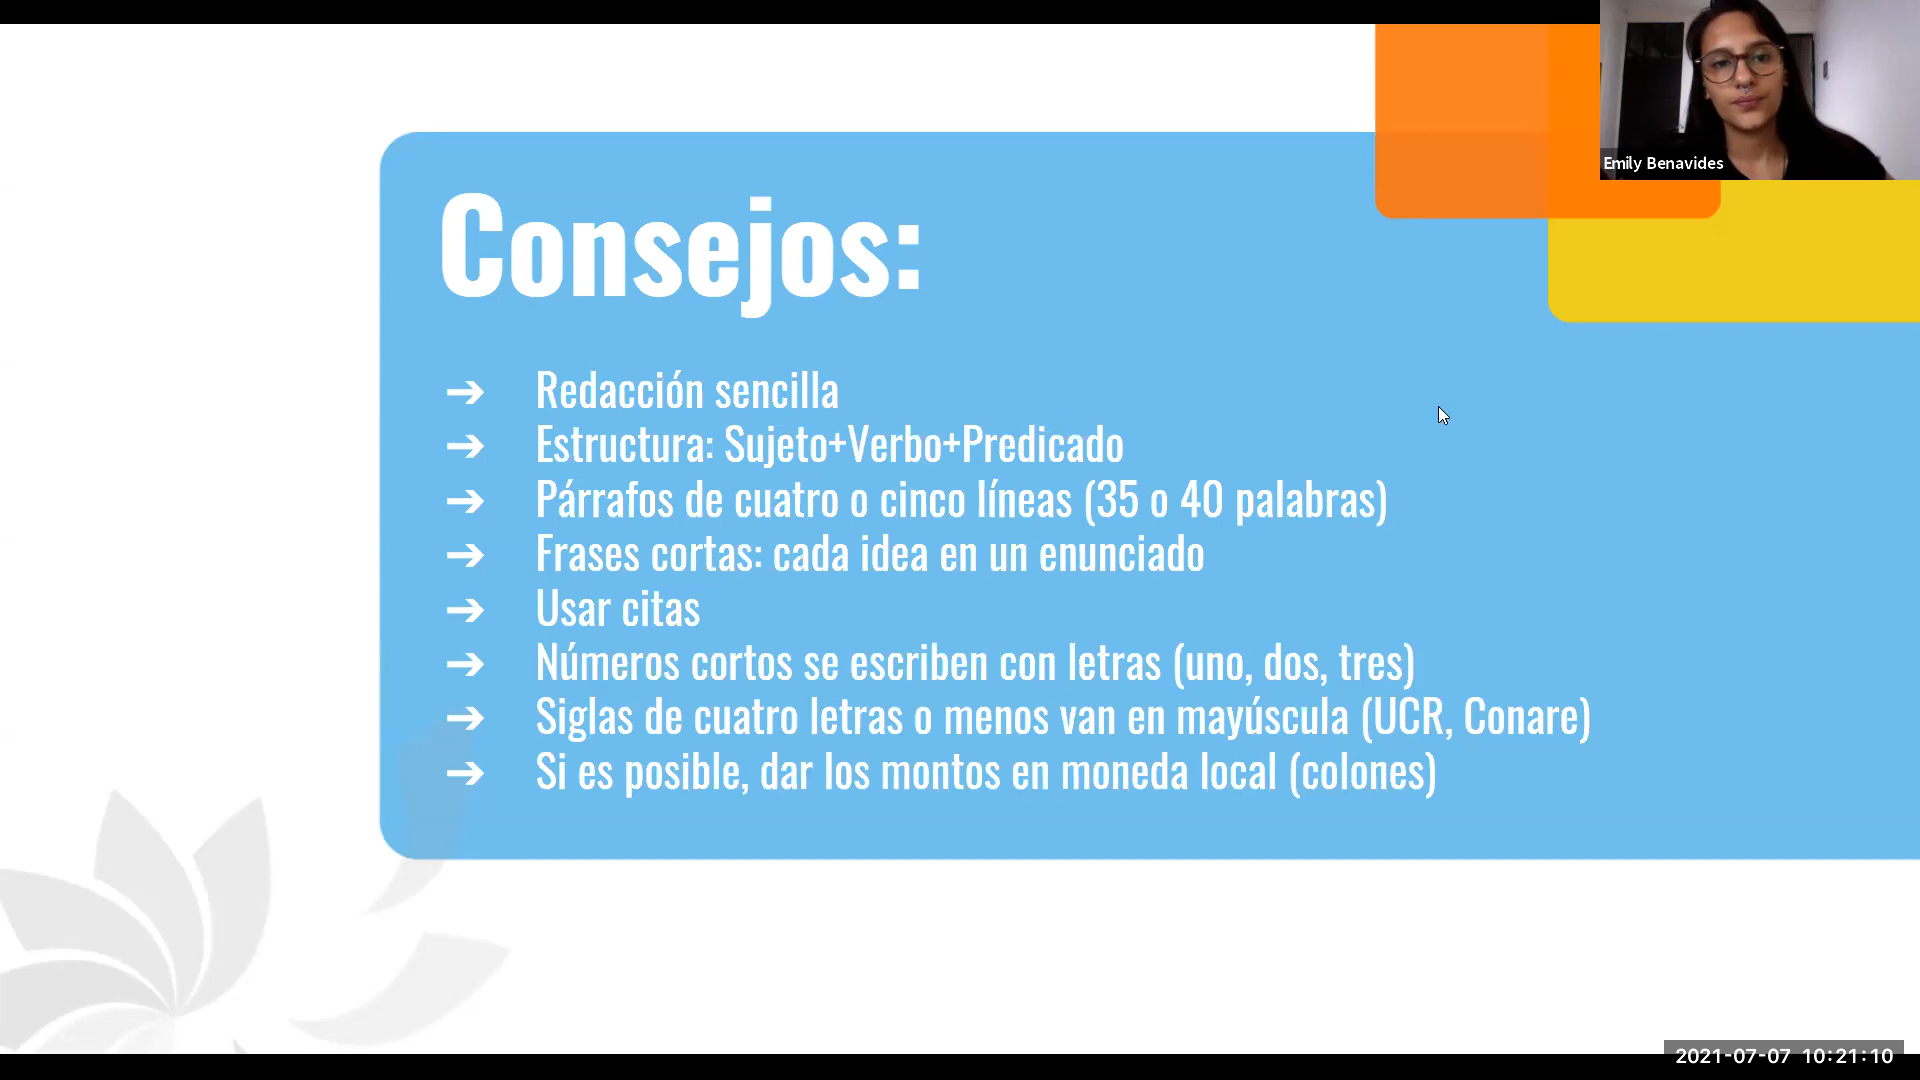 Emily Benavides
Consejos:
➔ Redacción sencilla
➔ Estructura: Sujeto+Verbo+Predicado
➔ Párrafos de cuatro o cinco líneas (35 o 40 palabras)
➔ Frases cortas: cada idea en un enunciado
➔ Usar citas
➔ Números cortos se escriben con letras (uno, dos, tres)
➔ Siglas de cuatro letras o menos van en mayúscula (UCR, Conare)
➔ Si es posible, dar los montos en moneda local (colones)
2021-07-07 10:21:10